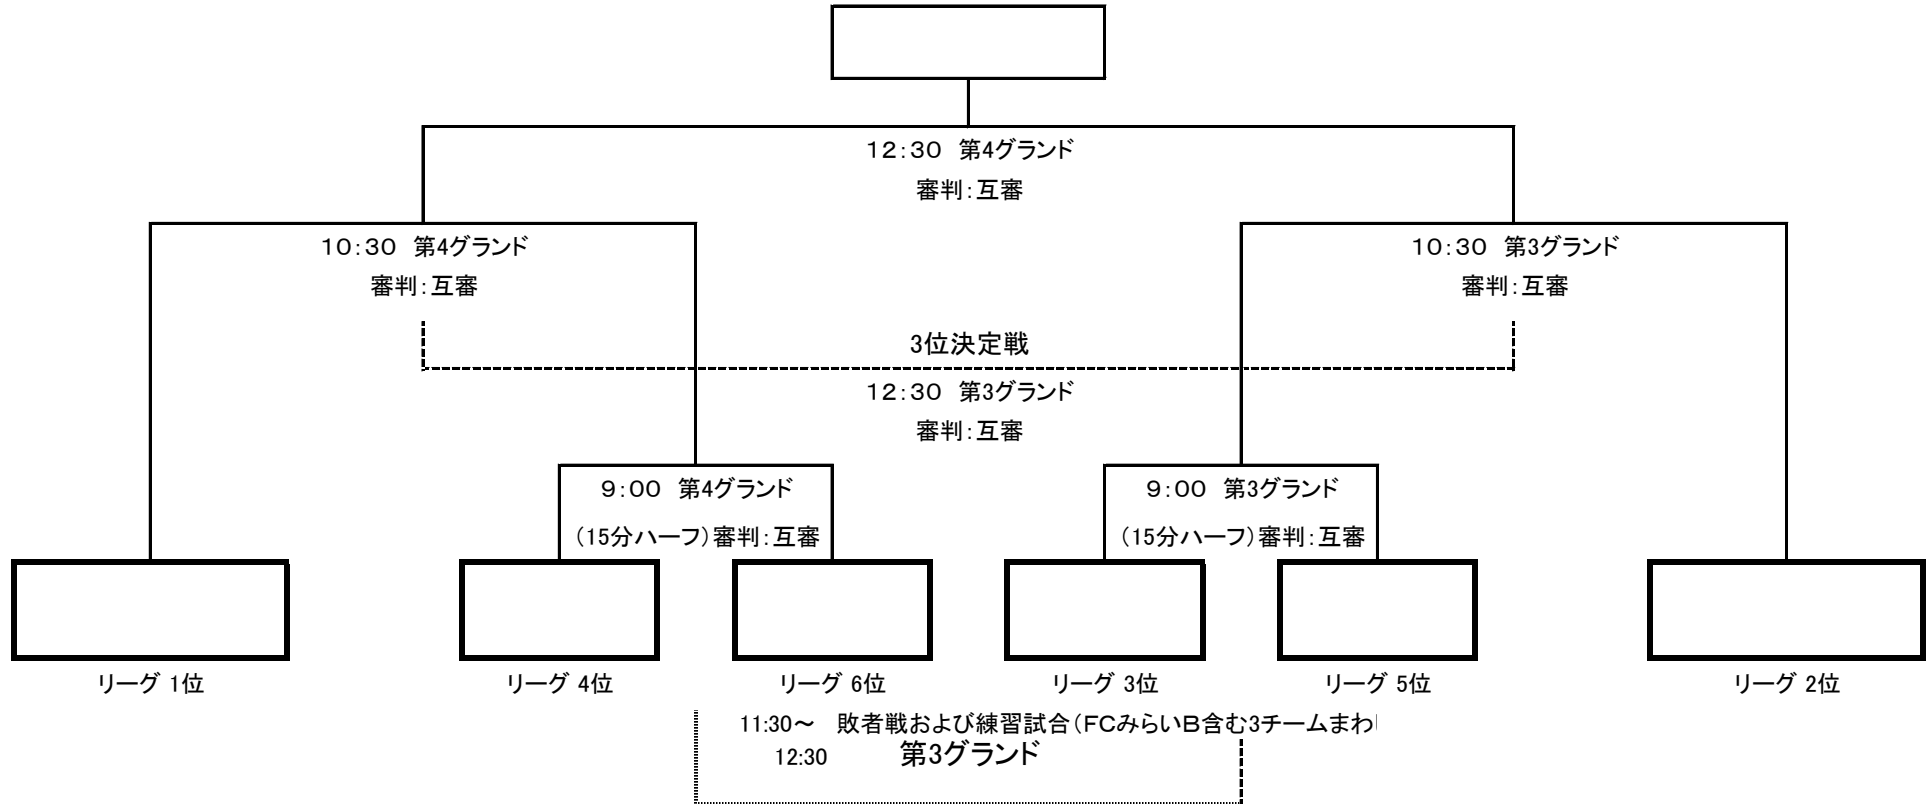 12:30 第4グランド
審判:互審
10:30 第4グランド
審判:互審
10:30 第3グランド
審判:互審
3位決定戦
12:30 第3グランド
審判:互審
9:00 第4グランド
(15分ハーフ)審判:互審
9:00 第3グランド
(15分ハーフ)審判:互審
リーグ 1位
リーグ 4位
リーグ 6位
リーグ 3位
リーグ 5位
リーグ 2位
11:30～ 敗者戦および練習試合(FCみらいB含む3チームまわ
12:30 第3グランド